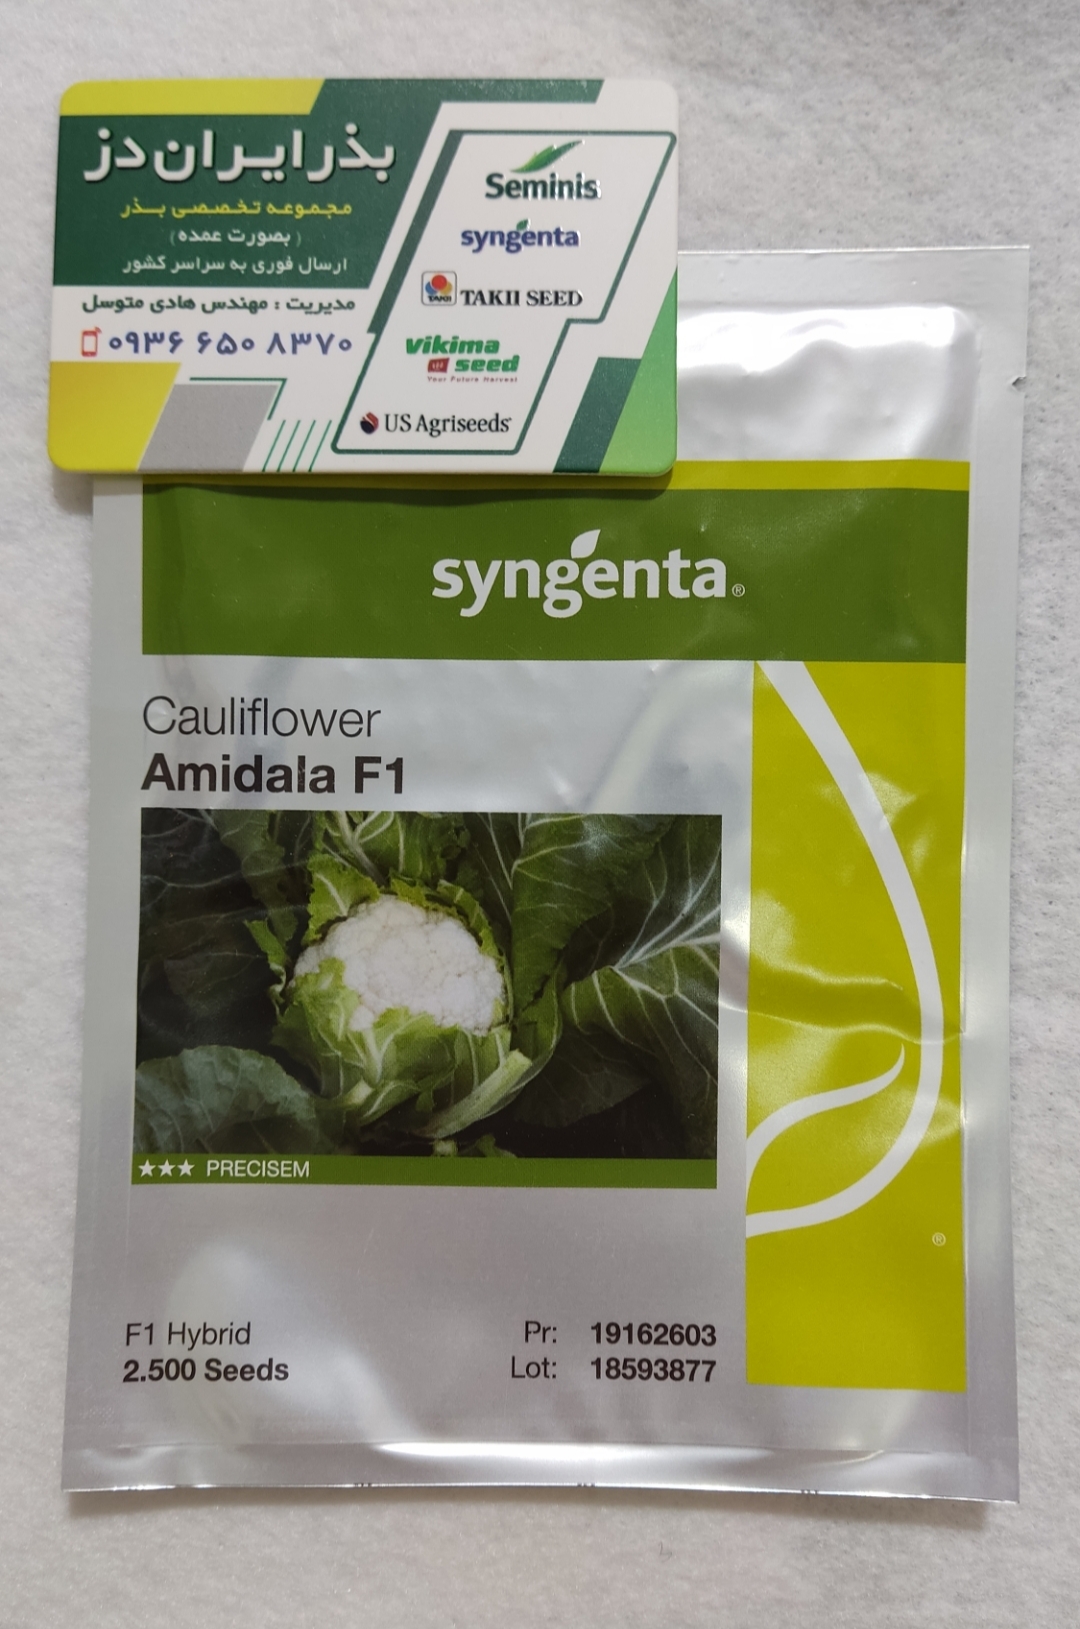 بذر ایران دز
مجموعه تخصصی بذر
(بصورت عمده)
ارسال فوری به سراسر کشور
مدیریت : مهندس هادی متوسل
۰۹۳۶ ۶۵۰ ۸۳۷۰
Seminis
syngenta
TAKII
TAKII SEED
vikima
seed
Your Future Harvest
US Agriseeds
syngenta®
Cauliflower
Amidala F1
★★★ PRECISEM
®
F1 Hybrid
2.500 Seeds
Pr: 19162603
Lot: 18593877